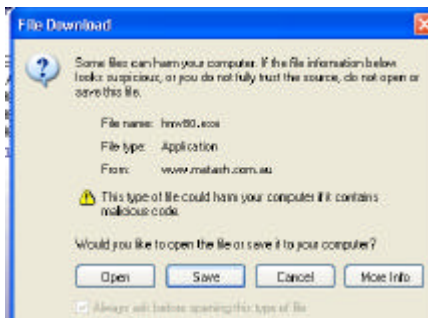 File Download
Some files can harm your computer. If the file information below
looks suspicious, or you do not fully trust the source, do not open or
save this file.
File name: hmv80.exe
File type: Application
From: www.matash.com.au
This type of file could harm your computer if it contains
malicious code.
Would you like to open the file or save it to your computer?
Open Save Cancel More Info
Always ask before opening this type of file